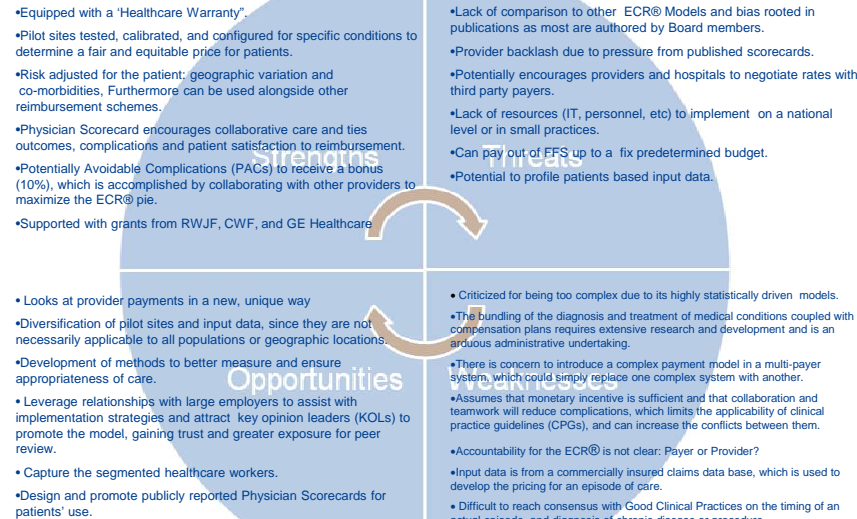 •Equipped with a ‘Healthcare Warranty”.
•Pilot sites tested, calibrated, and configured for specific conditions to
determine a fair and equitable price for patients.
•Risk adjusted for the patient: geographic variation and
co-morbidities, Furthermore can be used alongside other
reimbursement schemes.
•Physician Scorecard encourages collaborative care and ties
outcomes, complications and patient satisfaction to reimbursement.
•Potentially Avoidable Complications (PACs) to receive a bonus
(10%), which is accomplished by collaborating with other providers to
maximize the ECR® pie.
•Supported with grants from RWJF, CWF, and GE Healthcare
Strengths
•Lack of comparison to other ECR® Models and bias rooted in
publications as most are authored by Board members.
•Provider backlash due to pressure from published scorecards.
•Potentially encourages providers and hospitals to negotiate rates with
third party payers.
•Lack of resources (IT, personnel, etc) to implement on a national
level or in small practices.
•Can pay out of FFS up to a fix predetermined budget.
•Potential to profile patients based input data.
Threats
• Looks at provider payments in a new, unique way
•Diversification of pilot sites and input data, since they are not
necessarily applicable to all populations or geographic locations.
•Development of methods to better measure and ensure
appropriateness of care.
• Leverage relationships with large employers to assist with
implementation strategies and attract key opinion leaders (KOLs) to
promote the model, gaining trust and greater exposure for peer
review.
• Capture the segmented healthcare workers.
•Design and promote publicly reported Physician Scorecards for
patients’ use.
Opportunities
• Criticized for being too complex due to its highly statistically driven models.
•The bundling of the diagnosis and treatment of medical conditions coupled with
compensation plans requires extensive research and development and is an
arduous administrative undertaking.
•There is concern to introduce a complex payment model in a multi-payer
system, which could simply replace one complex system with another.
•Assumes that monetary incentive is sufficient and that collaboration and
teamwork will reduce complications, which limits the applicability of clinical
practice guidelines (CPGs), and can increase the conflicts between them.
•Accountability for the ECR® is not clear: Payer or Provider?
•Input data is from a commercially insured claims data base, which is used to
develop the pricing for an episode of care.
• Difficult to reach consensus with Good Clinical Practices on the timing of an
actual episode, and diagnosis of chronic disease or procedure.
Weaknesses